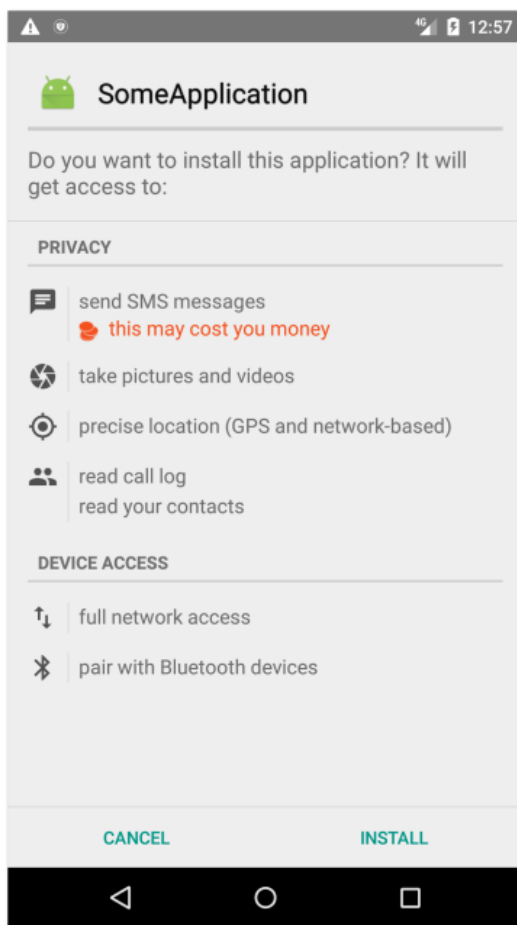 4G 12:57
SomeApplication
Do you want to install this application? It will
get access to:
PRIVACY
send SMS messages
this may cost you money
take pictures and videos
precise location (GPS and network-based)
read call log
read your contacts
DEVICE ACCESS
full network access
pair with Bluetooth devices
CANCEL INSTALL